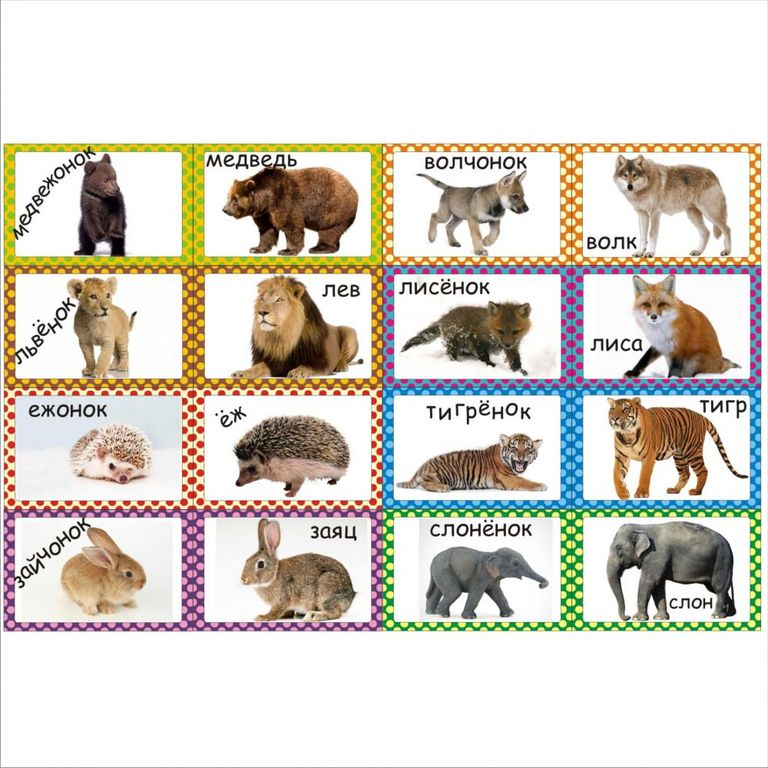 медвежонок
медведь
волчонок
волк
львёнок
лев
лисёнок
лиса
ежонок
ёж
тигрёнок
тигр
зайчонок
заяц
слонёнок
слон